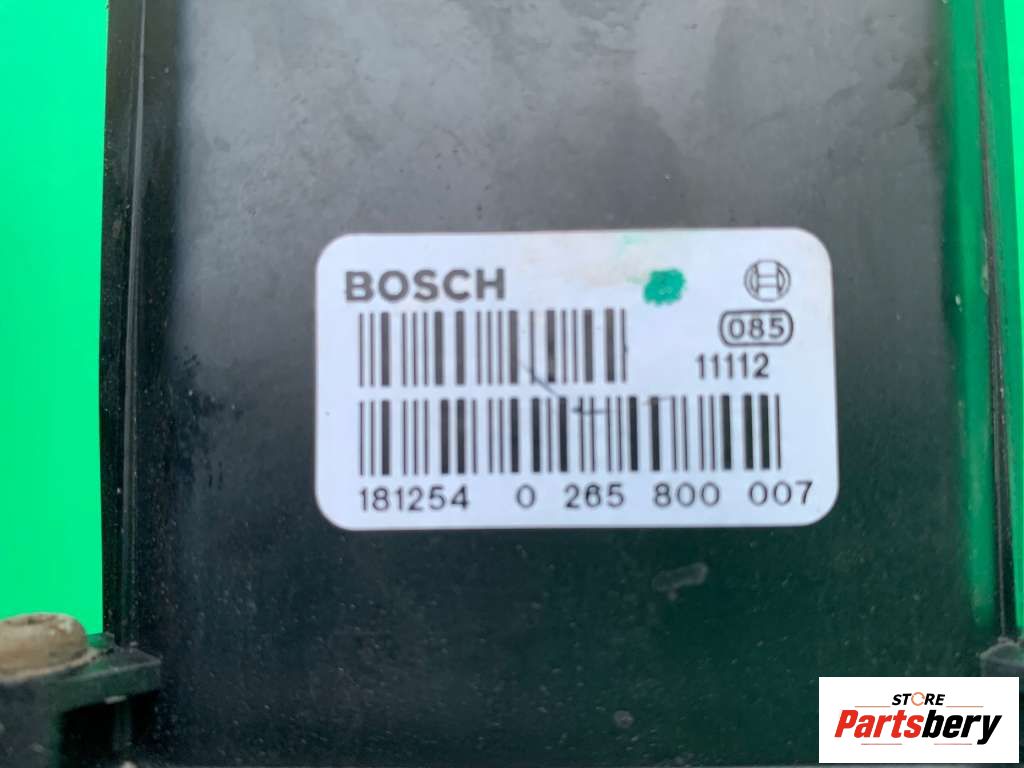 BOSCH
085
11112
181254 0 265 800 007
STORE
Partsbery